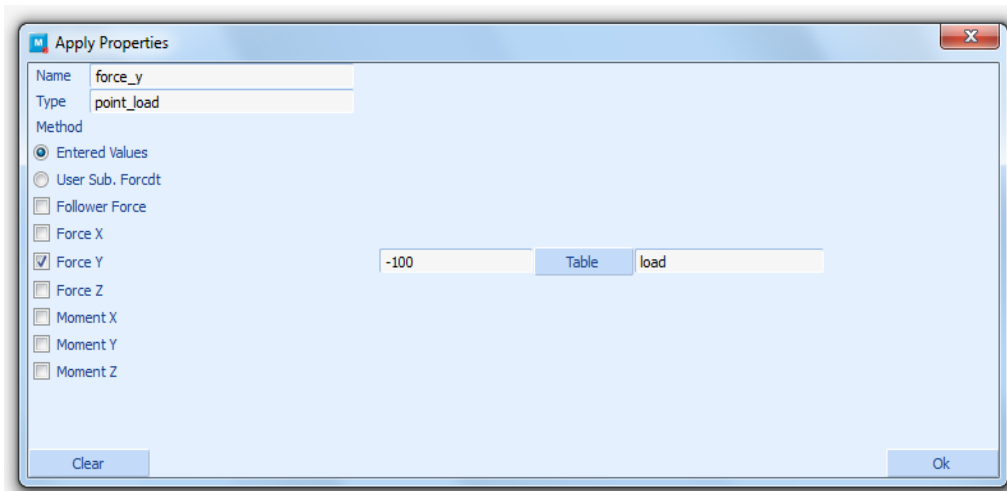 M Apply Properties X
Name force_y
Type point_load
Method
Entered Values
User Sub. Forcdt
Follower Force
Force X
Force Y -100 Table load
Force Z
Moment X
Moment Y
Moment Z
Clear Ok